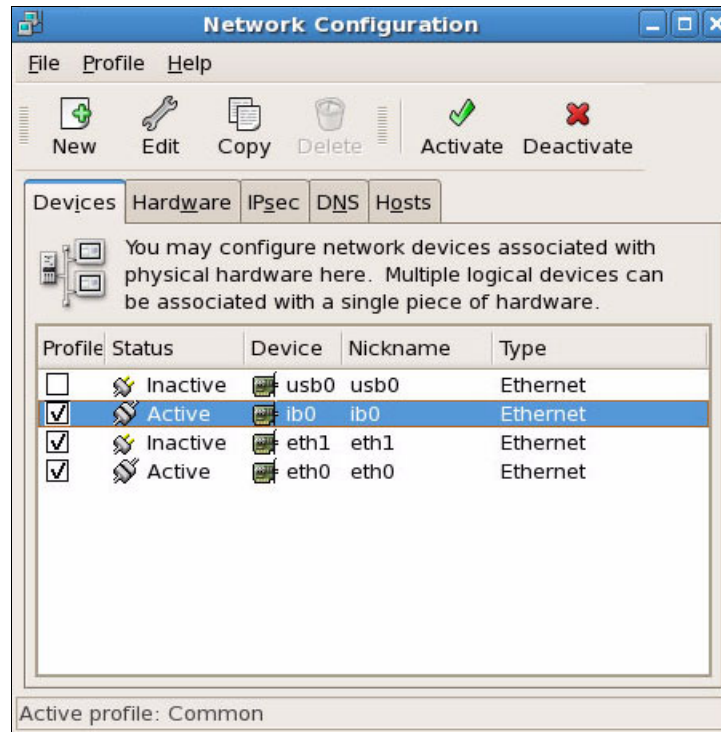 Network Configuration
File Profile Help
New Edit Copy Delete Activate Deactivate
Devices Hardware IPsec DNS Hosts
You may configure network devices associated with
physical hardware here. Multiple logical devices can
be associated with a single piece of hardware.
Profile Status Device Nickname Type
Inactive usb0 usb0 Ethernet
Active ib0 ib0 Ethernet
Inactive eth1 eth1 Ethernet
Active eth0 eth0 Ethernet
Active profile: Common